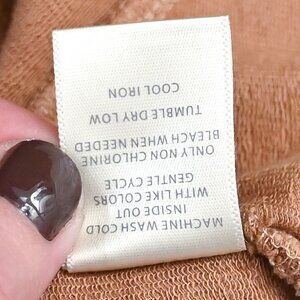 MACHINE WASH COLD
INSIDE OUT
WITH LIKE COLORS
GENTLE CYCLE
ONLY NON CHLORINE
BLEACH WHEN NEEDED
TUMBLE DRY LOW
COOL IRON